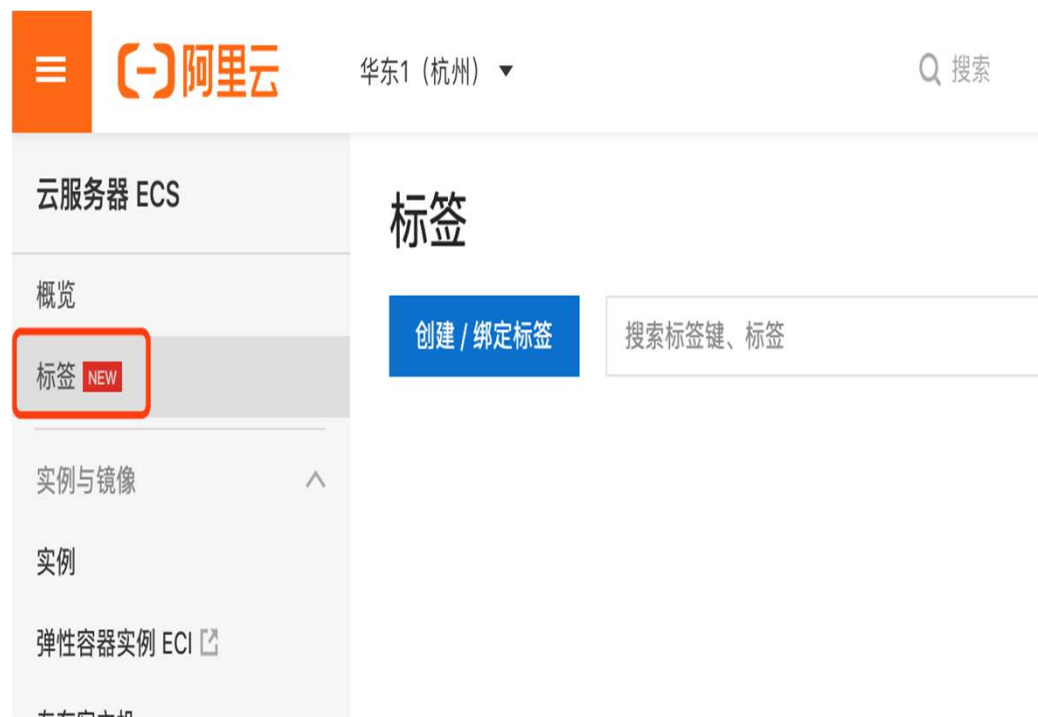 阿里云 华东1（杭州） 搜索
云服务器 ECS
标签
概览
创建 / 绑定标签 搜索标签键、标签
标签 NEW
实例与镜像
实例
弹性容器实例 ECI